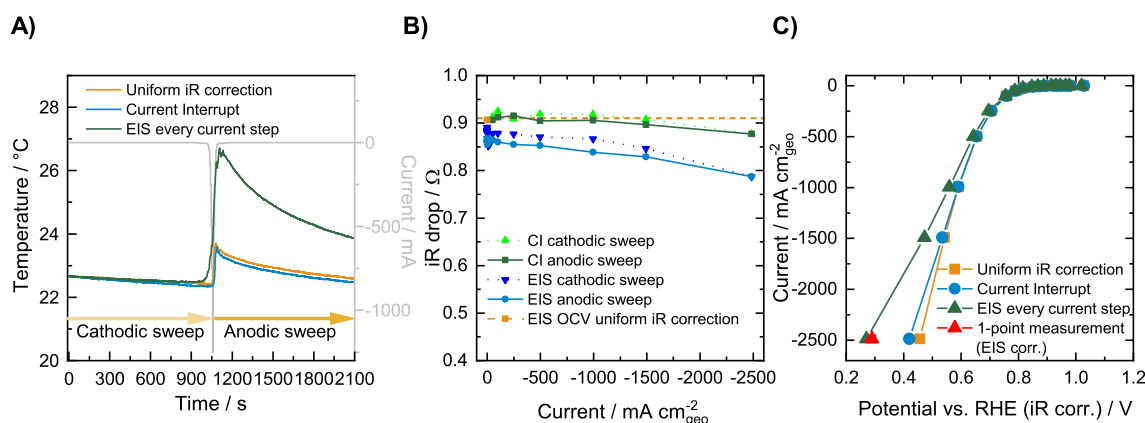 A)
Uniform iR correction
Current Interrupt
EIS every current step
Temperature / °C
28
26
24
22
20
0
-500
-1000
Current / mA
Cathodic sweep
Anodic sweep
0
300
600
900
1200
1500
1800
2100
Time / s
B)
iR drop / Ω
1.0
0.9
0.8
0.7
0.6
0.5
0.4
CI cathodic sweep
CI anodic sweep
EIS cathodic sweep
EIS anodic sweep
EIS OCV uniform iR correction
0
-500
-1000
-1500
-2000
-2500
Current / mA cm-2geo
C)
Current / mA cm-2geo
0
-500
-1000
-1500
-2000
-2500
Uniform iR correction
Current Interrupt
EIS every current step
1-point measurement
(EIS corr.)
0.2
0.4
0.6
0.8
1.0
1.2
Potential vs. RHE (iR corr.) / V